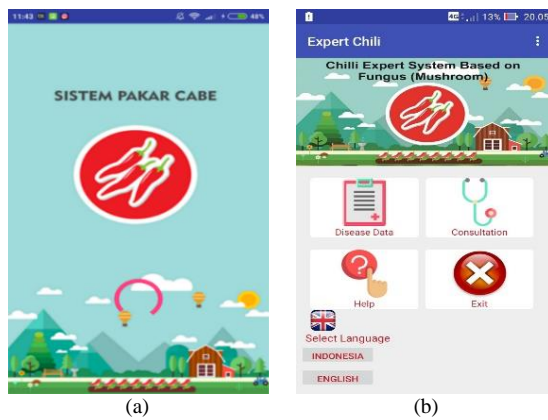 11:43
48%
SISTEM PAKAR CABE
(a)
4G 13% 20.05
Expert Chili
Chilli Expert System Based on
Fungus (Mushroom)
Disease Data
Consultation
Help
Exit
Select Language
INDONESIA
ENGLISH
(b)